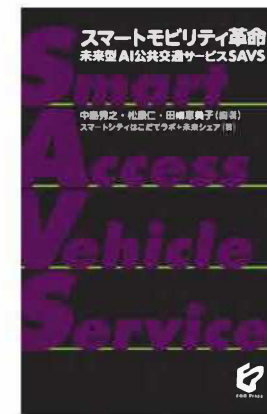 スマートモビリティ革命
未来型AI公共交通サービスSAVS
中島秀之・松原仁・田柳恵美子(編著)
スマートシティはこだてラボ+未来シェア(著)
Smart
Access
Vehicle
Service